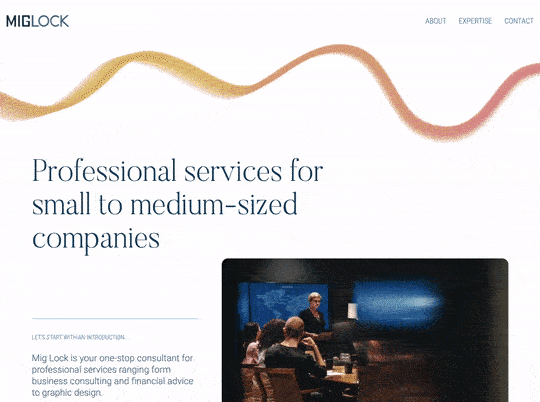 MIGLOCK
ABOUT EXPERTISE CONTACT
Professional services for
small to medium-sized
companies
LET'S START WITH AN INTRODUCTION...
Mig Lock is your one-stop consultant for
professional services ranging form
business consulting and financial advice
to graphic design.